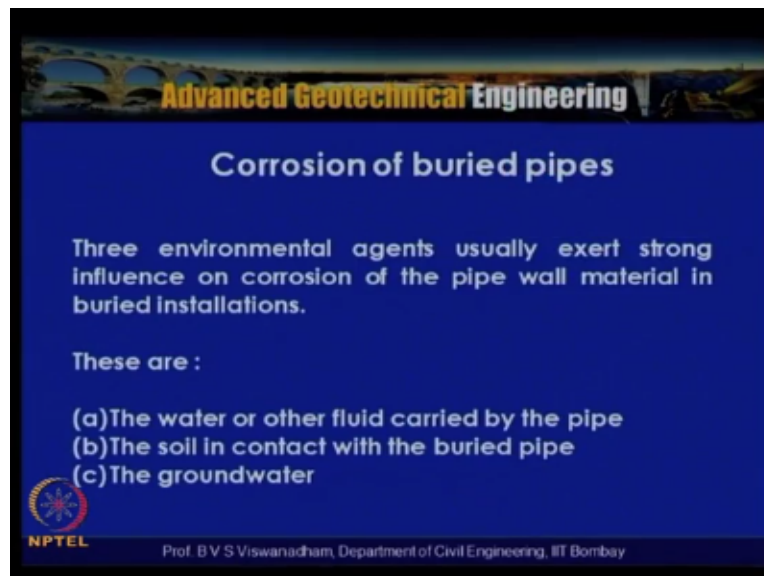 Advanced Geotechnical Engineering
Corrosion of buried pipes
Three environmental agents usually exert strong
influence on corrosion of the pipe wall material in
buried installations.
These are :
(a)The water or other fluid carried by the pipe
(b)The soil in contact with the buried pipe
(c)The groundwater
NPTEL
Prof. B V S Viswanadham, Department of Civil Engineering, IIT Bombay